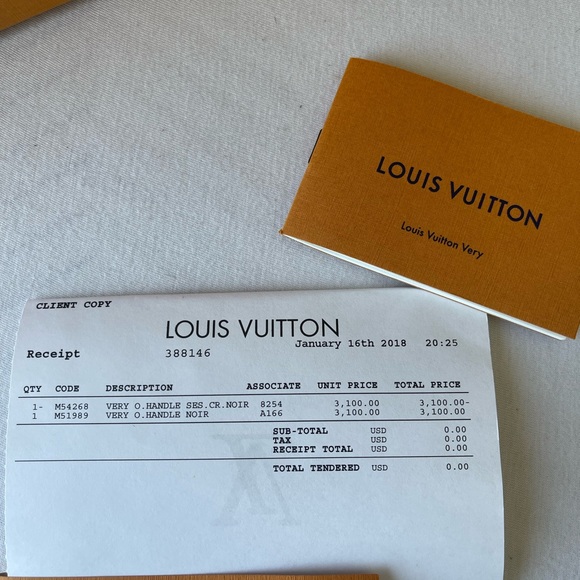 LOUIS VUITTON
Louis Vuitton Very
CLIENT COPY
LOUIS VUITTON
January 16th 2018 20:25
Receipt 388146
QTY CODE DESCRIPTION ASSOCIATE UNIT PRICE TOTAL PRICE
1- M54268 VERY O.HANDLE SES.CR.NOIR 8254 3,100.00 3,100.00-
1 M51989 VERY O.HANDLE NOIR A166 3,100.00 3,100.00
SUB-TOTAL USD 0.00
TAX USD 0.00
RECEIPT TOTAL USD 0.00
TOTAL TENDERED USD 0.00